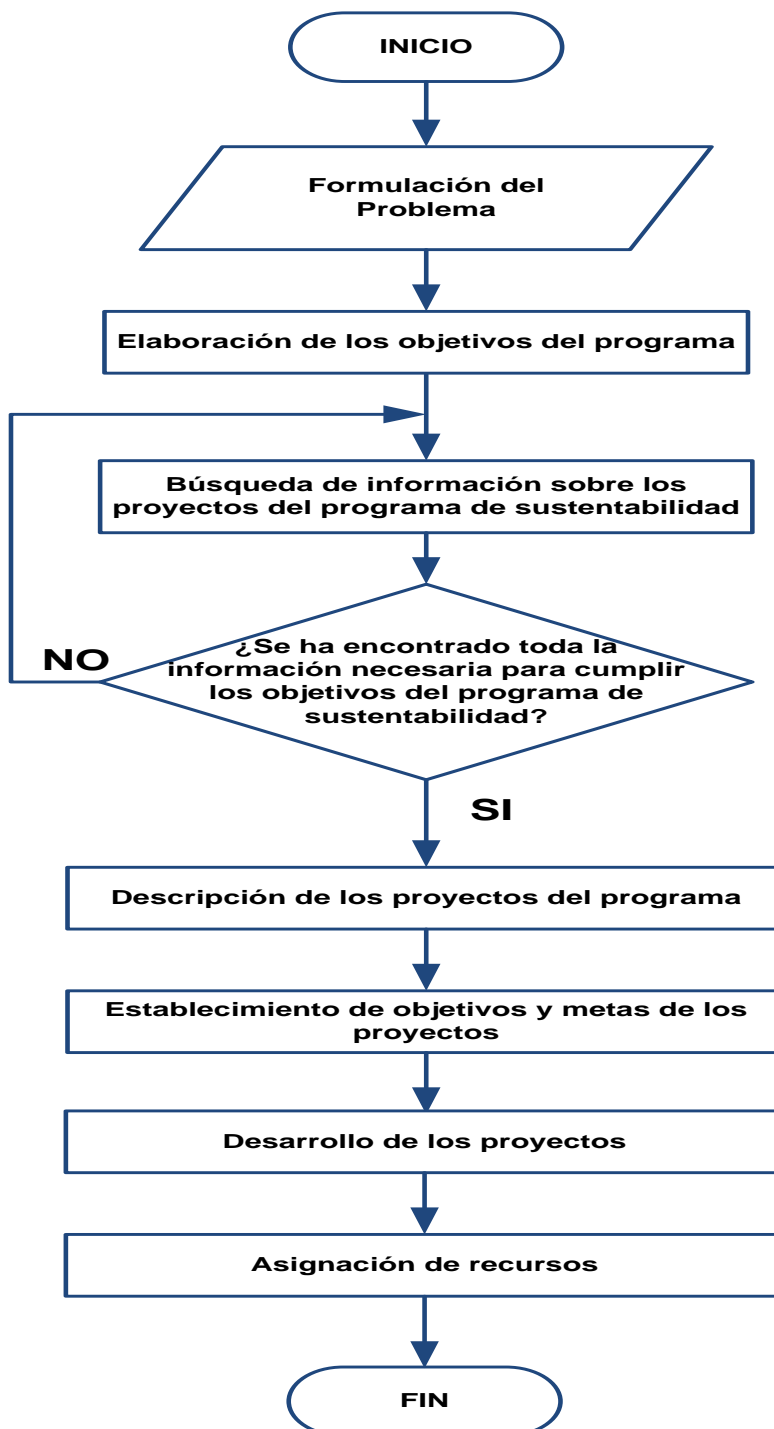 INICIO
Formulación del
Problema
Elaboración de los objetivos del programa
Búsqueda de información sobre los
proyectos del programa de sustentabilidad
¿Se ha encontrado toda la
información necesaria para cumplir
los objetivos del programa de
sustentabilidad?
NO
SI
Descripción de los proyectos del programa
Establecimiento de objetivos y metas de los
proyectos
Desarrollo de los proyectos
Asignación de recursos
FIN